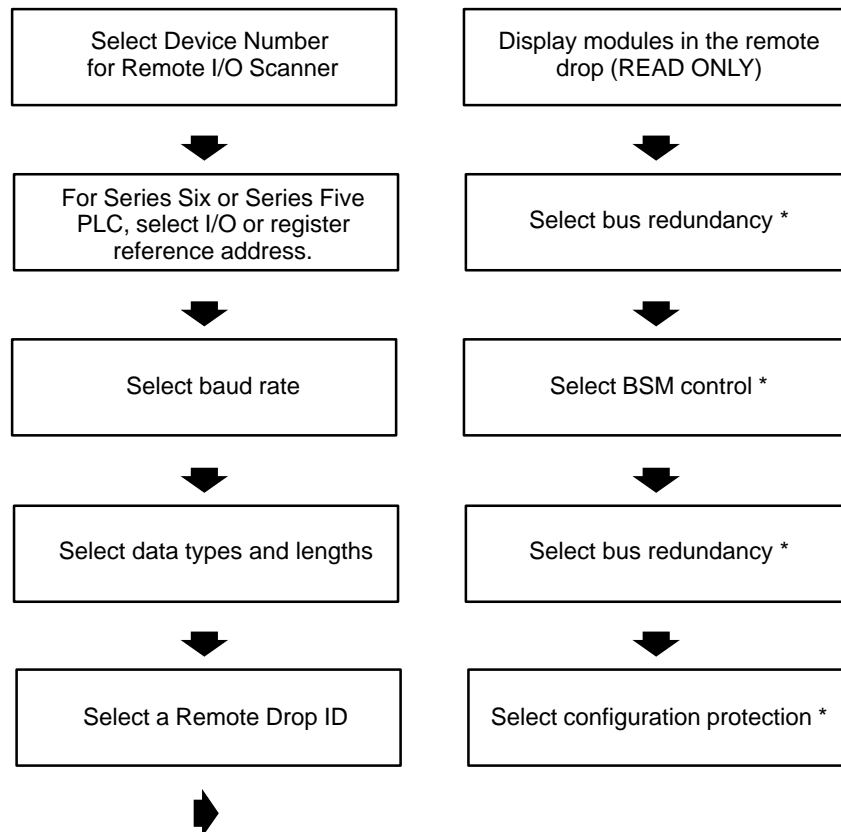 Select Device Number
for Remote I/O Scanner
For Series Six or Series Five
PLC, select I/O or register
reference address.
Select baud rate
Select data types and lengths
Select a Remote Drop ID
Display modules in the remote
drop (READ ONLY)
Select bus redundancy *
Select BSM control *
Select bus redundancy *
Select configuration protection *